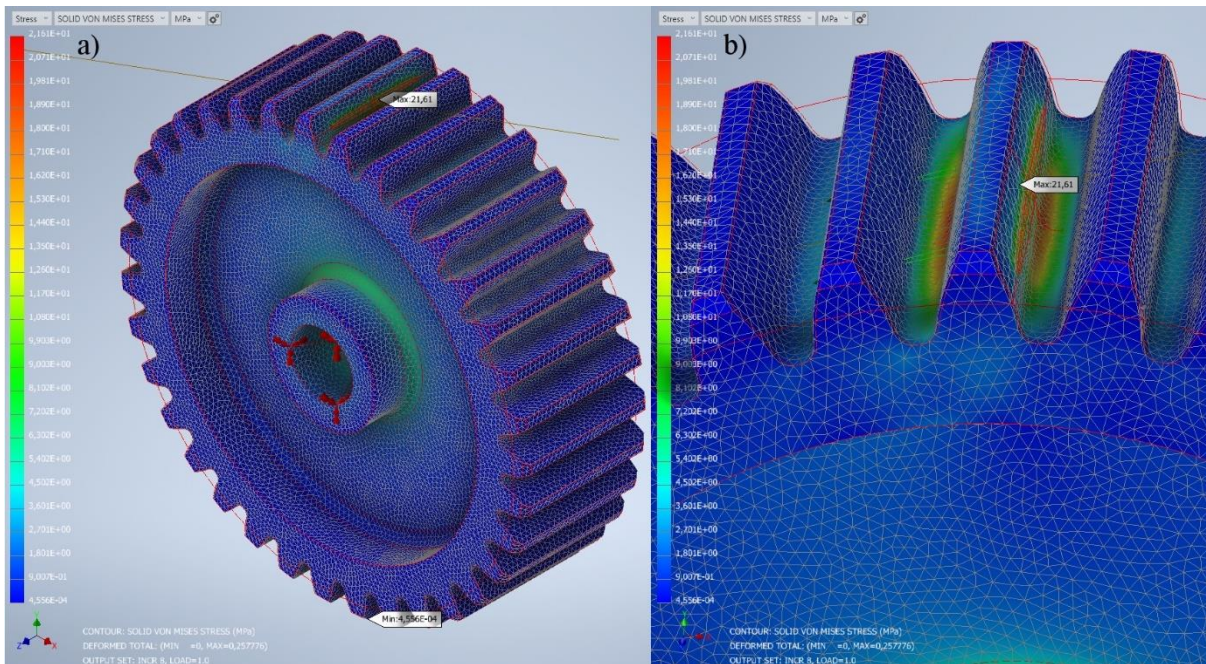 Stress SOLID VON MISES STRESS MPa
a)
2,161E+01
2,071E+01
1,981E+01
1,890E+01
1,800E+01
1,710E+01
1,620E+01
1,530E+01
1,440E+01
1,350E+01
1,260E+01
1,170E+01
1,080E+01
9,903E+00
9,003E+00
8,102E+00
7,202E+00
6,302E+00
5,402E+00
4,502E+00
3,601E+00
2,701E+00
1,801E+00
9,007E-01
4,556E-04
Max:21,61
Min:4,556E-04
Y
Z
X
CONTOUR: SOLID VON MISES STRESS (MPa)
DEFORMED TOTAL: (MIN =0, MAX=0,257776)
OUTPUT SET: INCR 8, LOAD=1.0
Stress SOLID VON MISES STRESS MPa
b)
2,161E+01
2,071E+01
1,981E+01
1,890E+01
1,800E+01
1,710E+01
1,620E+01
1,530E+01
1,440E+01
1,350E+01
1,260E+01
1,170E+01
1,080E+01
9,903E+00
9,003E+00
8,102E+00
7,202E+00
6,302E+00
5,402E+00
4,502E+00
3,601E+00
2,701E+00
1,801E+00
9,007E-01
4,556E-04
Max:21,61
X
CONTOUR: SOLID VON MISES STRESS (MPa)
DEFORMED TOTAL: (MIN =0, MAX=0,257776)
OUTPUT SET: INCR 8, LOAD=1.0